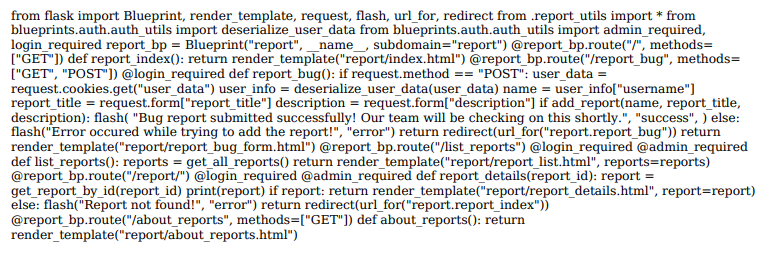 from flask import Blueprint, render_template, request, flash, url_for, redirect from .report_utils import * from
blueprints.auth.auth_utils import deserialize_user_data from blueprints.auth.auth_utils import admin_required,
login_required report_bp = Blueprint("report", __name__, subdomain="report") @report_bp.route("/", methods=
["GET"]) def report_index(): return render_template("report/index.html") @report_bp.route("/report_bug", methods=
["GET", "POST"]) @login_required def report_bug(): if request.method == "POST": user_data =
request.cookies.get("user_data") user_info = deserialize_user_data(user_data) name = user_info["username"]
report_title = request.form["report_title"] description = request.form["description"] if add_report(name, report_title,
description): flash( "Bug report submitted successfully! Our team will be checking on this shortly.", "success", ) else:
flash("Error occured while trying to add the report!", "error") return redirect(url_for("report.report_bug")) return
render_template("report/report_bug_form.html") @report_bp.route("/list_reports") @login_required @admin_required
def list_reports(): reports = get_all_reports() return render_template("report/report_list.html", reports=reports)
@report_bp.route("/report/") @login_required @admin_required def report_details(report_id): report =
get_report_by_id(report_id) print(report) if report: return render_template("report/report_details.html", report=report)
else: flash("Report not found!", "error") return redirect(url_for("report.report_index"))
@report_bp.route("/about_reports", methods=["GET"]) def about_reports(): return
render_template("report/about_reports.html")